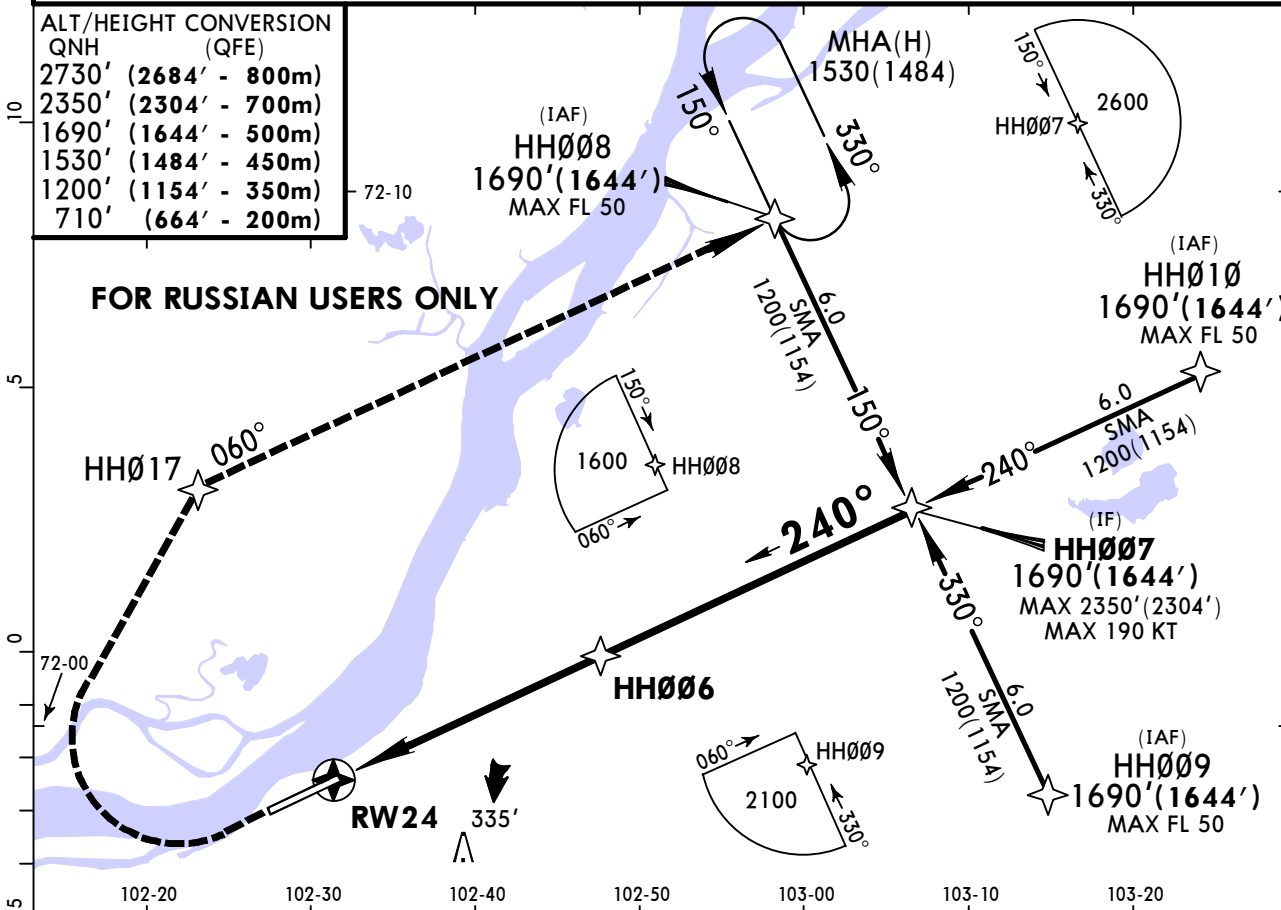 ALT/HEIGHT CONVERSION
QNH (QFE)
2730' (2684' - 800m)
2350' (2304' - 700m)
1690' (1644' - 500m)
1530' (1484' - 450m)
1200' (1154' - 350m)
710' (664' - 200m)
MHA(H)
1530(1484)
150°
330°
(IAF)
HHØØ8
1690'(1644')
MAX FL 50
150°
2600
HHØØ7
330°
10
72-10
(IAF)
HHØ1Ø
1690'(1644')
MAX FL 50
FOR RUSSIAN USERS ONLY
6.0
SMA
1200(1154)
150°
6.0
SMA
1200(1154)
240°
5
150°
1600
HHØØ8
060°
HHØ17
060°
240°
(IF)
HHØØ7
1690'(1644')
MAX 2350'(2304')
MAX 190 KT
330°
6.0
SMA
1200(1154)
0
72-00
HHØØ6
060°
HHØØ9
2100
330°
(IAF)
HHØØ9
1690'(1644')
MAX FL 50
RW24
335'
5
102-20
102-30
102-40
102-50
103-00
103-10
103-20